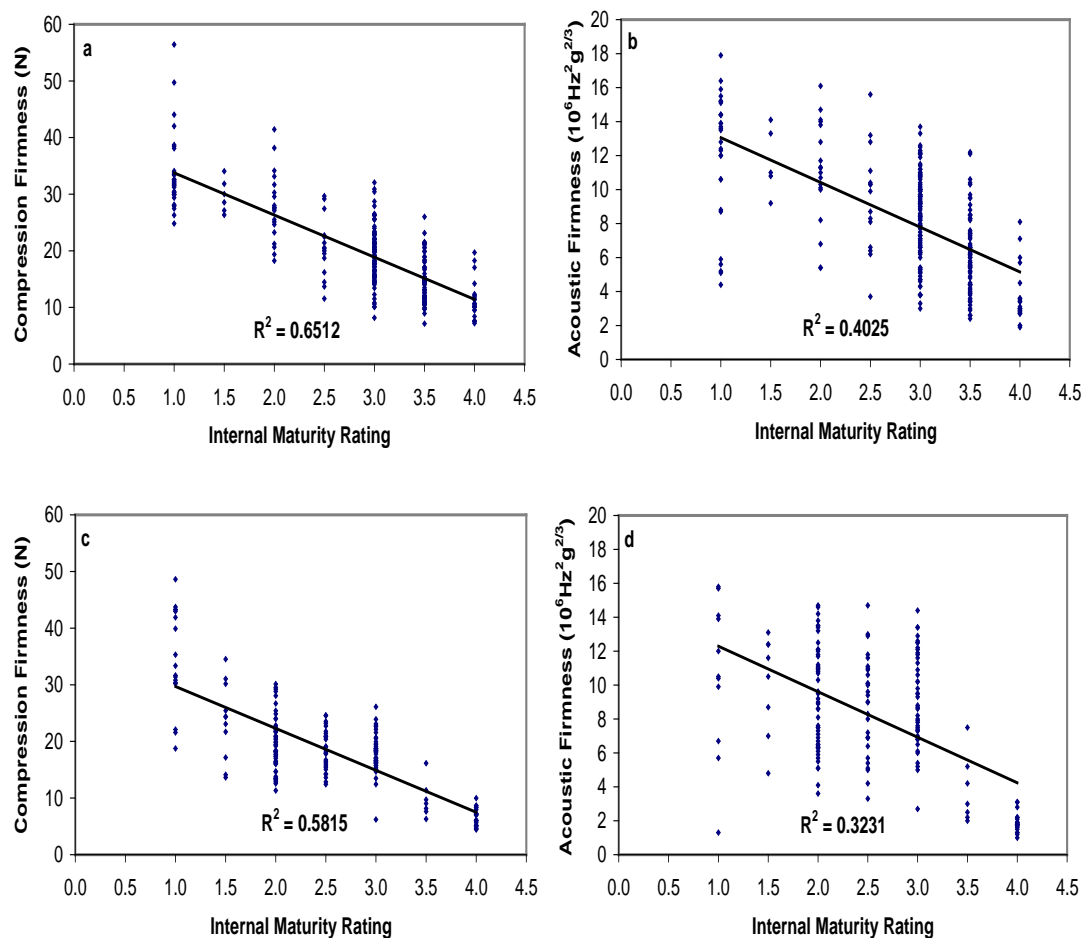 Compression Firmness (N)
60
50
40
30
20
10
0
a
R² = 0.6512
0.0 0.5 1.0 1.5 2.0 2.5 3.0 3.5 4.0 4.5
Internal Maturity Rating
Acoustic Firmness (10⁶Hz²g²/³)
20
18
16
14
12
10
8
6
4
2
0
b
R² = 0.4025
0.0 0.5 1.0 1.5 2.0 2.5 3.0 3.5 4.0 4.5
Internal Maturity Rating
Compression Firmness (N)
60
50
40
30
20
10
0
c
R² = 0.5815
0.0 0.5 1.0 1.5 2.0 2.5 3.0 3.5 4.0 4.5
Internal Maturity Rating
Acoustic Firmness (10⁶Hz²g²/³)
20
18
16
14
12
10
8
6
4
2
0
d
R² = 0.3231
0.0 0.5 1.0 1.5 2.0 2.5 3.0 3.5 4.0 4.5
Internal Maturity Rating